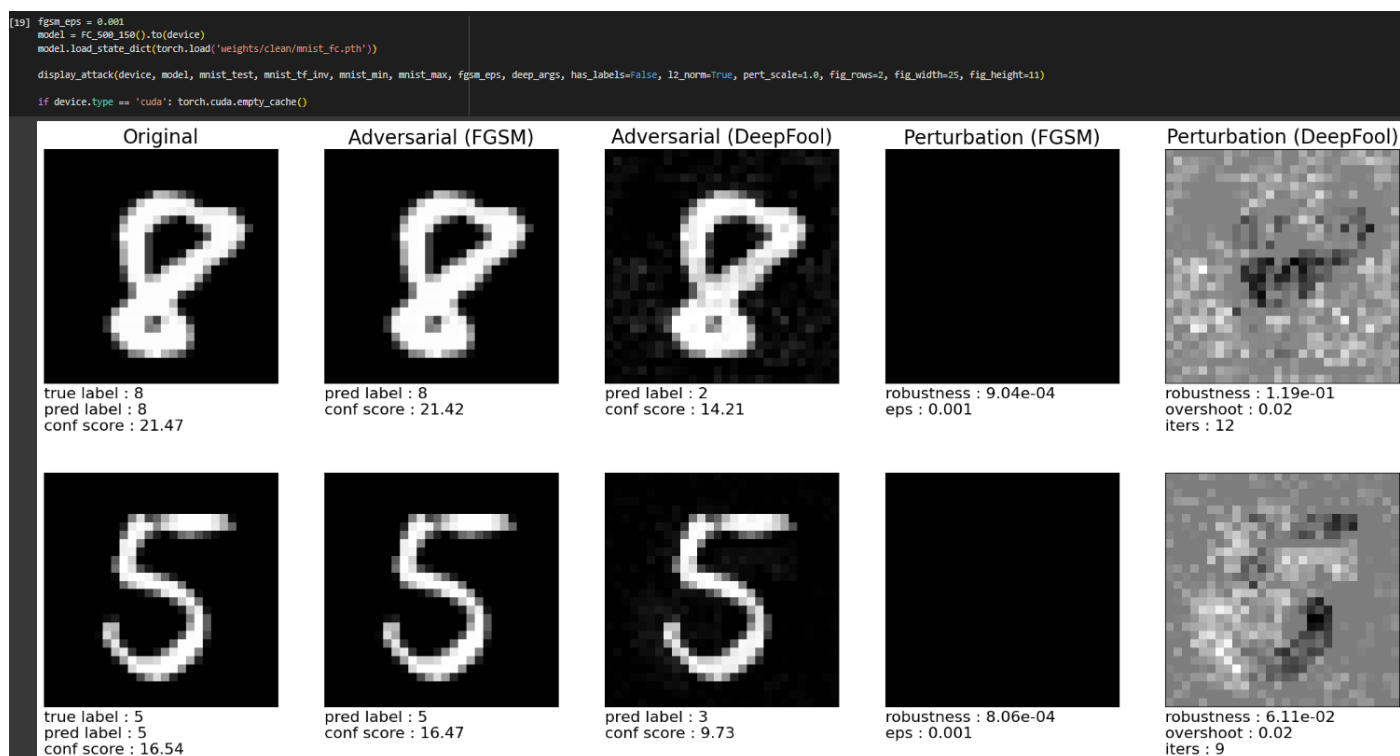 [19] fgsm_eps = 0.001
model = FC_500_150().to(device)
model.load_state_dict(torch.load('weights/clean/mnist_fc.pth'))
display_attack(device, model, mnist_test, mnist_tf_inv, mnist_min, mnist_max, fgsm_eps, deep_args, has_labels=False, l2_norm=True, pert_scale=1.0, fig_rows=2, fig_width=25, fig_height=11)
if device.type == 'cuda': torch.cuda.empty_cache()
Original Adversarial (FGSM) Adversarial (DeepFool) Perturbation (FGSM) Perturbation (DeepFool)
true label : 8 pred label : 8 pred label : 2 robustness : 9.04e-04 robustness : 1.19e-01
pred label : 8 conf score : 21.42 conf score : 14.21 eps : 0.001 overshoot : 0.02
conf score : 21.47 iters : 12
true label : 5 pred label : 5 pred label : 3 robustness : 8.06e-04 robustness : 6.11e-02
pred label : 5 conf score : 16.47 conf score : 9.73 eps : 0.001 overshoot : 0.02
conf score : 16.54 iters : 9